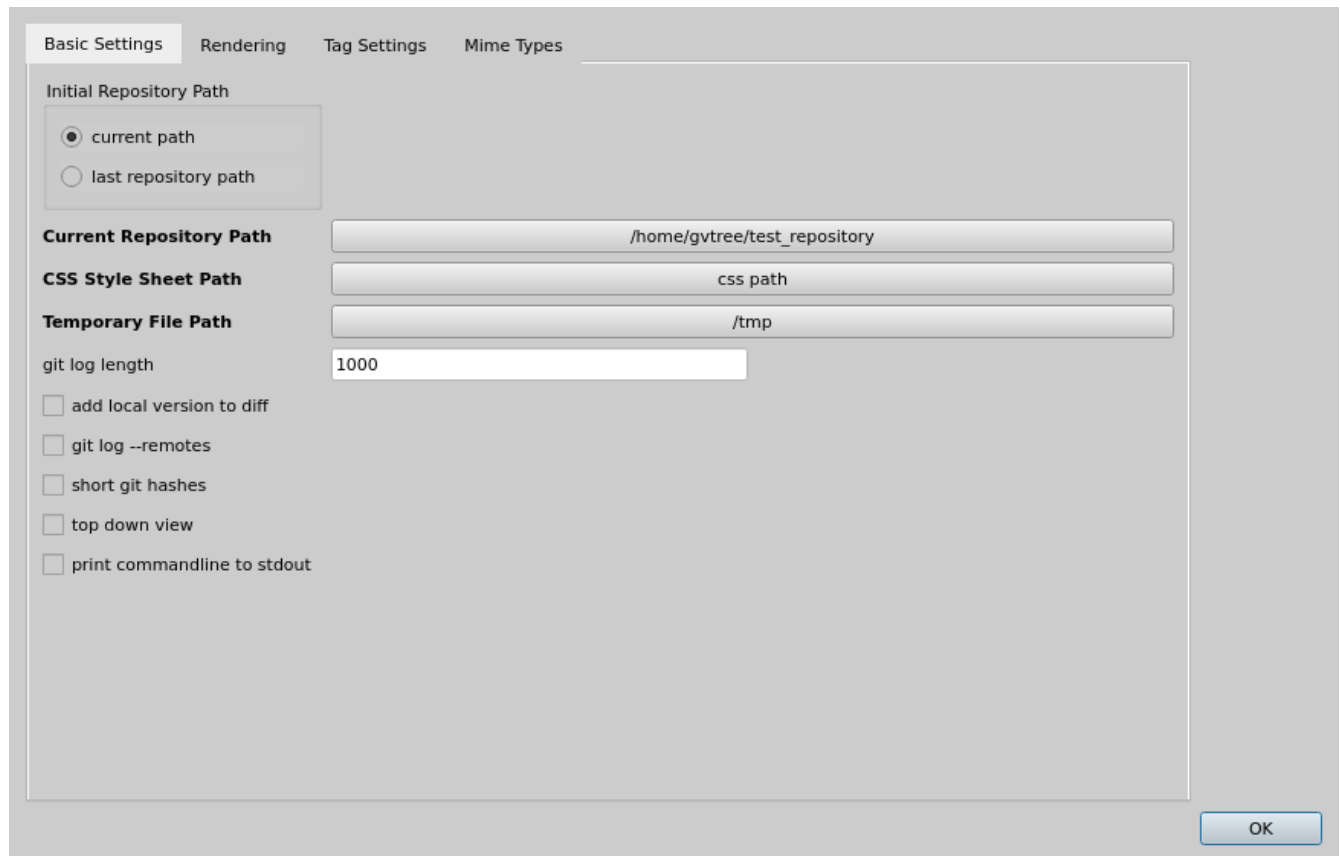 Basic Settings Rendering Tag Settings Mime Types
Initial Repository Path
current path
last repository path
Current Repository Path /home/gvtree/test_repository
CSS Style Sheet Path css path
Temporary File Path /tmp
git log length 1000
add local version to diff
git log --remotes
short git hashes
top down view
print commandline to stdout
OK